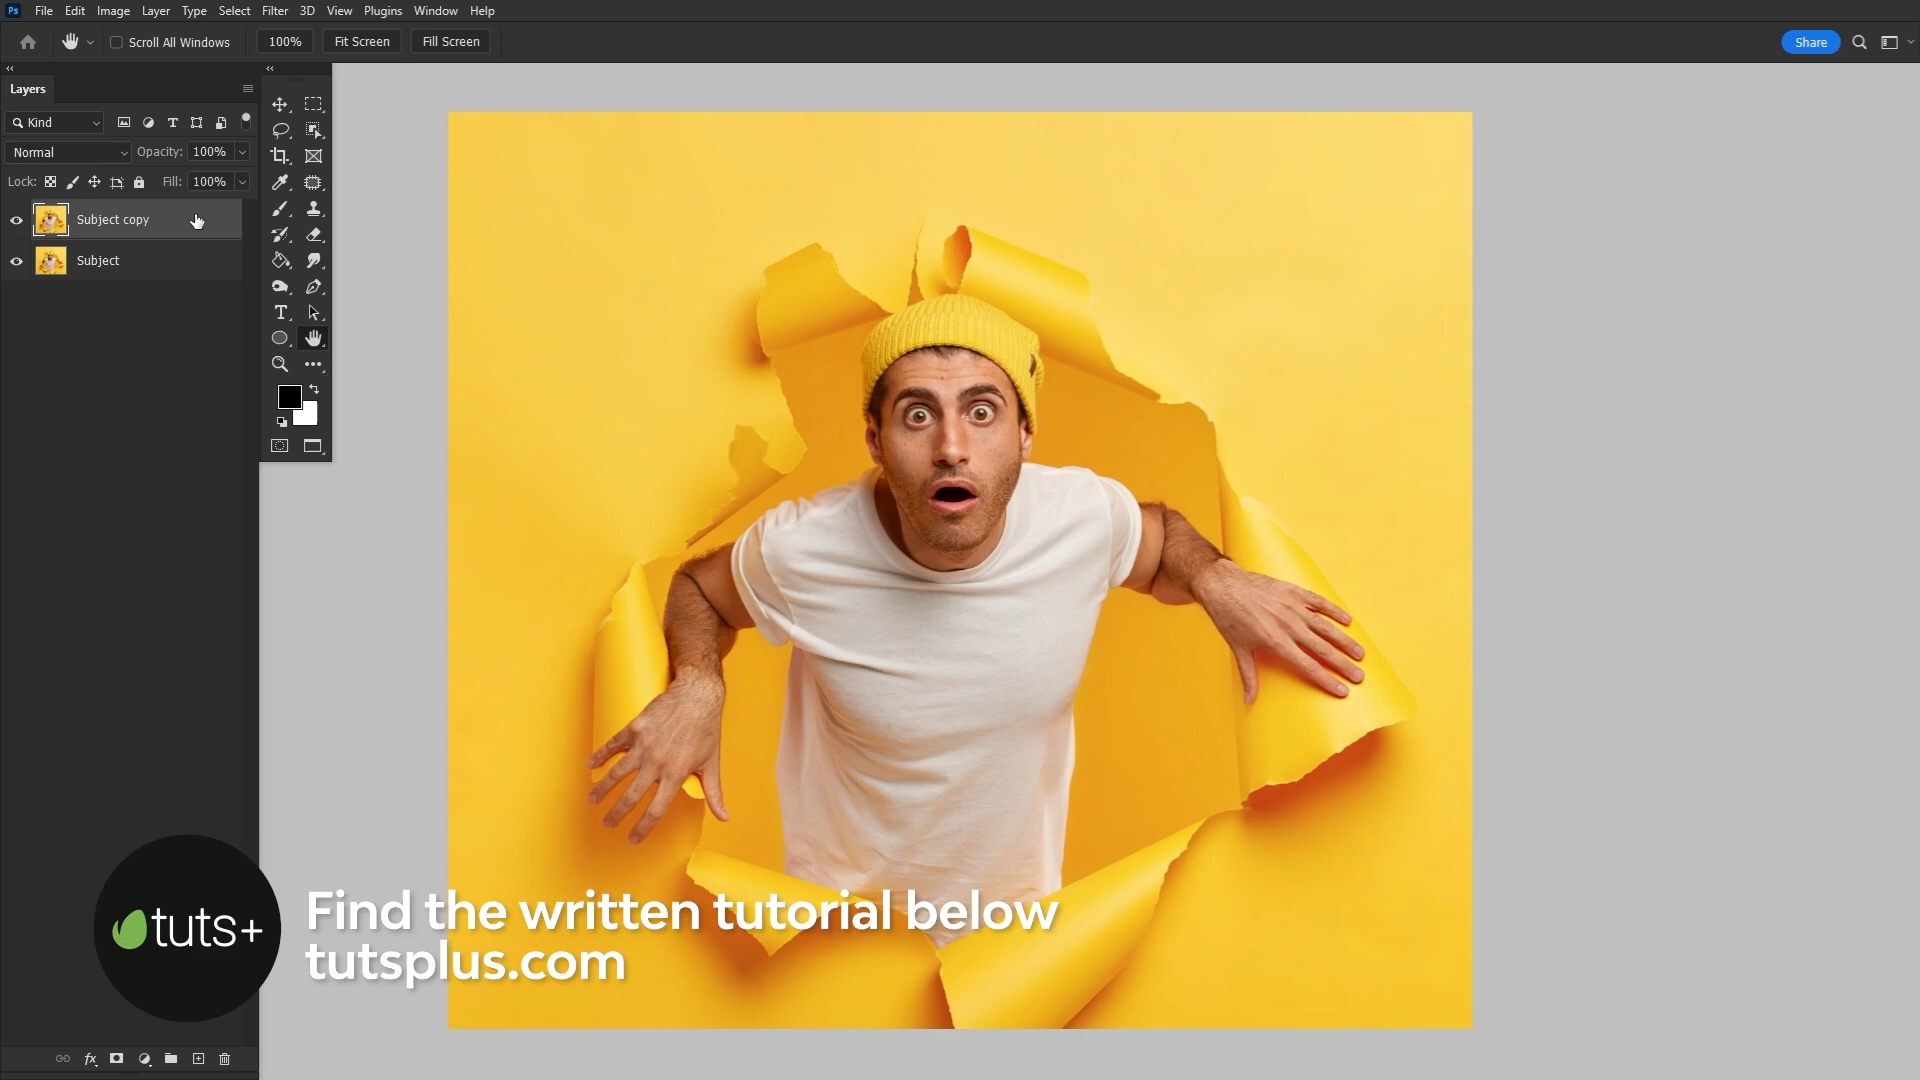 Ps File Edit Image Layer Type Select Filter 3D View Plugins Window Help
Scroll All Windows 100% Fit Screen Fill Screen Share
Layers
Kind
Normal Opacity: 100%
Lock: Fill: 100%
Subject copy
Subject
tuts+
Find the written tutorial below
tutsplus.com
fx